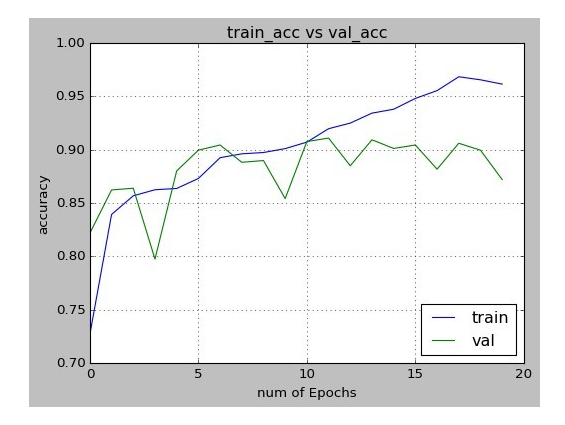 train_acc vs val_acc
1.00
0.95
0.90
0.85
0.80
0.75
0.70
accuracy
0 5 10 15 20
num of Epochs
train
val